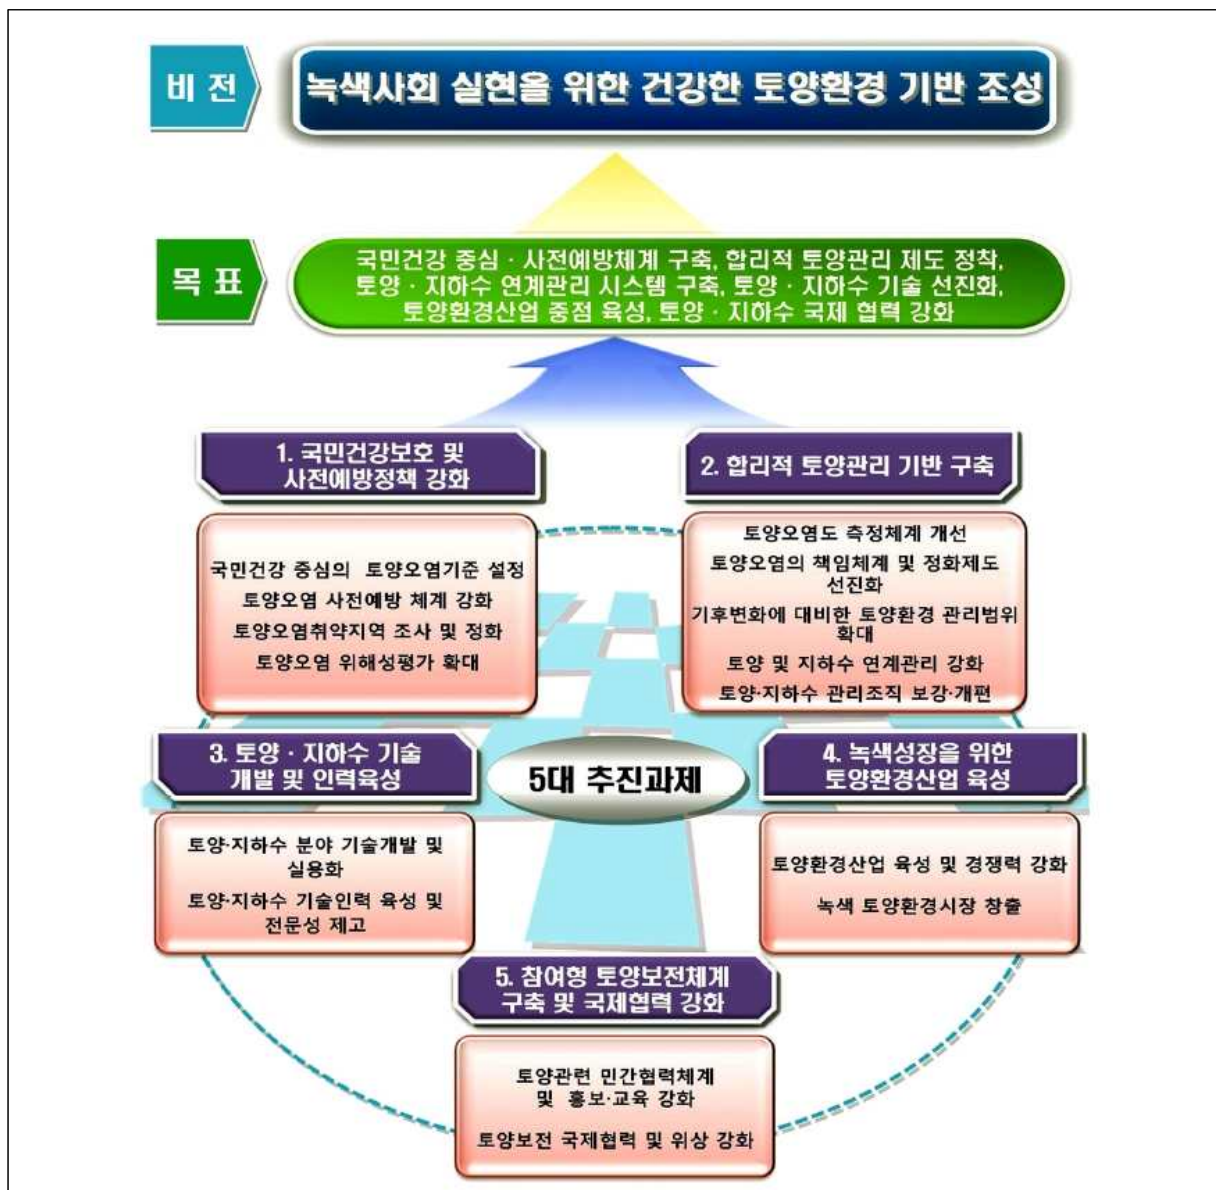 비 전
녹색사회 실현을 위한 건강한 토양환경 기반 조성
목 표
국민건강 중심 · 사전예방체계 구축, 합리적 토양관리 제도 정착,
토양 · 지하수 연계관리 시스템 구축, 토양 · 지하수 기술 선진화,
토양환경산업 중점 육성, 토양 · 지하수 국제 협력 강화
1. 국민건강보호 및
사전예방정책 강화
국민건강 중심의 토양오염기준 설정
토양오염 사전예방 체계 강화
토양오염취약지역 조사 및 정화
토양오염 위해성평가 확대
2. 합리적 토양관리 기반 구축
토양오염도 측정체계 개선
토양오염의 책임체계 및 정화제도
선진화
기후변화에 대비한 토양환경 관리범위
확대
토양 및 지하수 연계관리 강화
토양·지하수 관리조직 보강·개편
3. 토양 · 지하수 기술
개발 및 인력육성
토양·지하수 분야 기술개발 및
실용화
토양·지하수 기술인력 육성 및
전문성 제고
5대 추진과제
4. 녹색성장을 위한
토양환경산업 육성
토양환경산업 육성 및 경쟁력 강화
녹색 토양환경시장 창출
5. 참여형 토양보전체계
구축 및 국제협력 강화
토양관련 민간협력체계
및 홍보·교육 강화
토양보전 국제협력 및 위상 강화